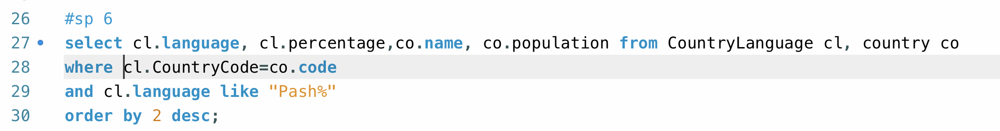 26 #sp 6
27 select cl.language, cl.percentage,co.name, co.population from CountryLanguage cl, country co
28 where cl.CountryCode=co.code
29 and cl.language like "Pash%"
30 order by 2 desc;